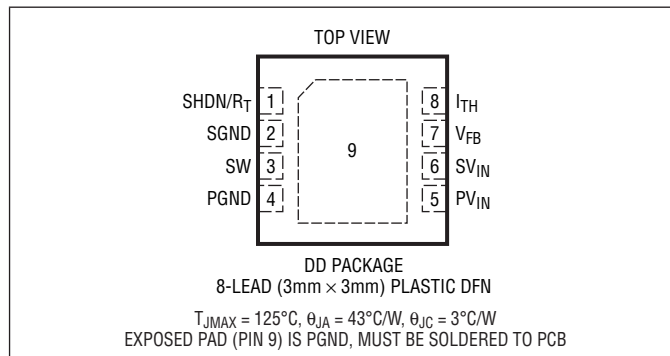 TOP VIEW
SHDN/RT 1
SGND 2
SW 3
PGND 4
9
8 ITH
7 VFB
6 SVIN
5 PVIN
DD PACKAGE
8-LEAD (3mm × 3mm) PLASTIC DFN
TJMAX = 125°C, θJA = 43°C/W, θJC = 3°C/W
EXPOSED PAD (PIN 9) IS PGND, MUST BE SOLDERED TO PCB